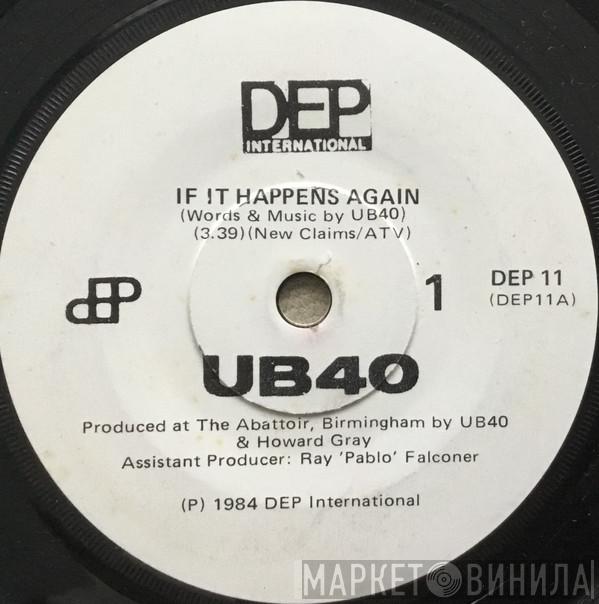 DEP
INTERNATIONAL
IF IT HAPPENS AGAIN
(Words & Music by UB40)
(3.39)(New Claims/ATV)
dEP
1
DEP 11
(DEP11A)
UB40
Produced at The Abattoir, Birmingham by UB40
& Howard Gray
Assistant Producer: Ray 'Pablo' Falconer
(P) 1984 DEP International
МАРКЕТ ВИНИЛА